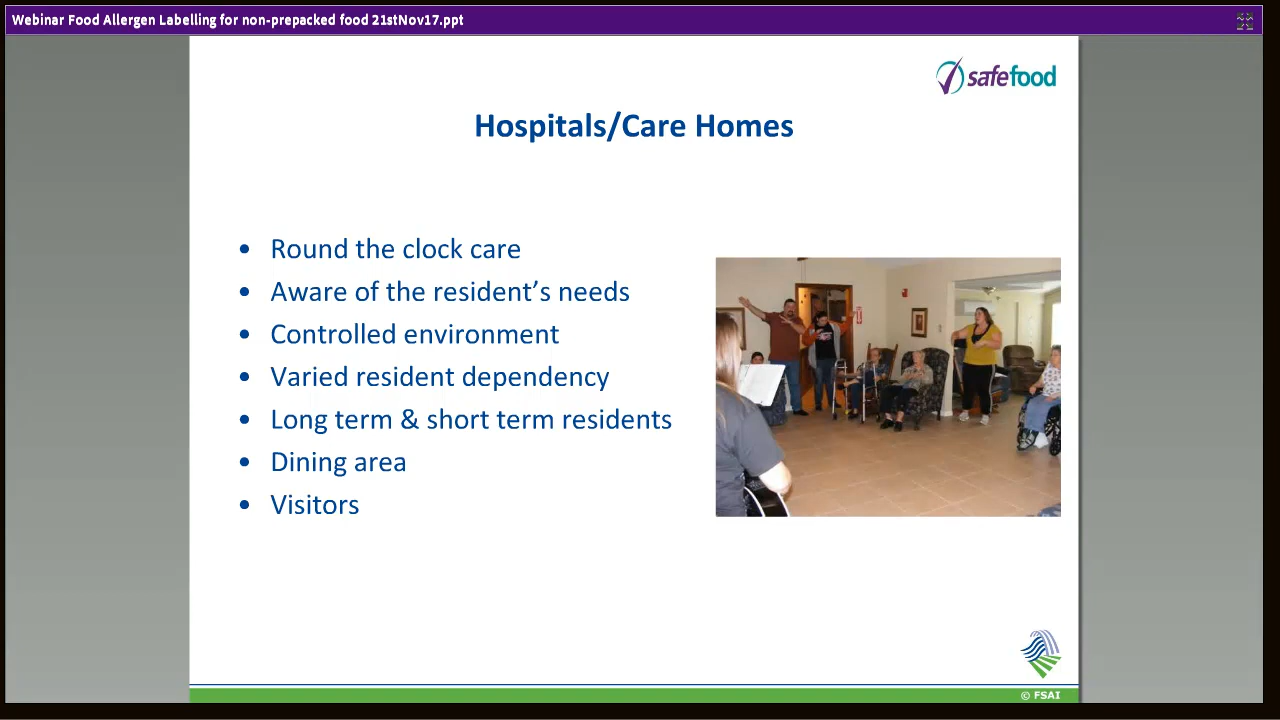 Webinar Food Allergen Labelling for non-prepacked food 21stNov17.ppt
safefood
Hospitals/Care Homes
• Round the clock care
• Aware of the resident’s needs
• Controlled environment
• Varied resident dependency
• Long term & short term residents
• Dining area
• Visitors
© FSAI